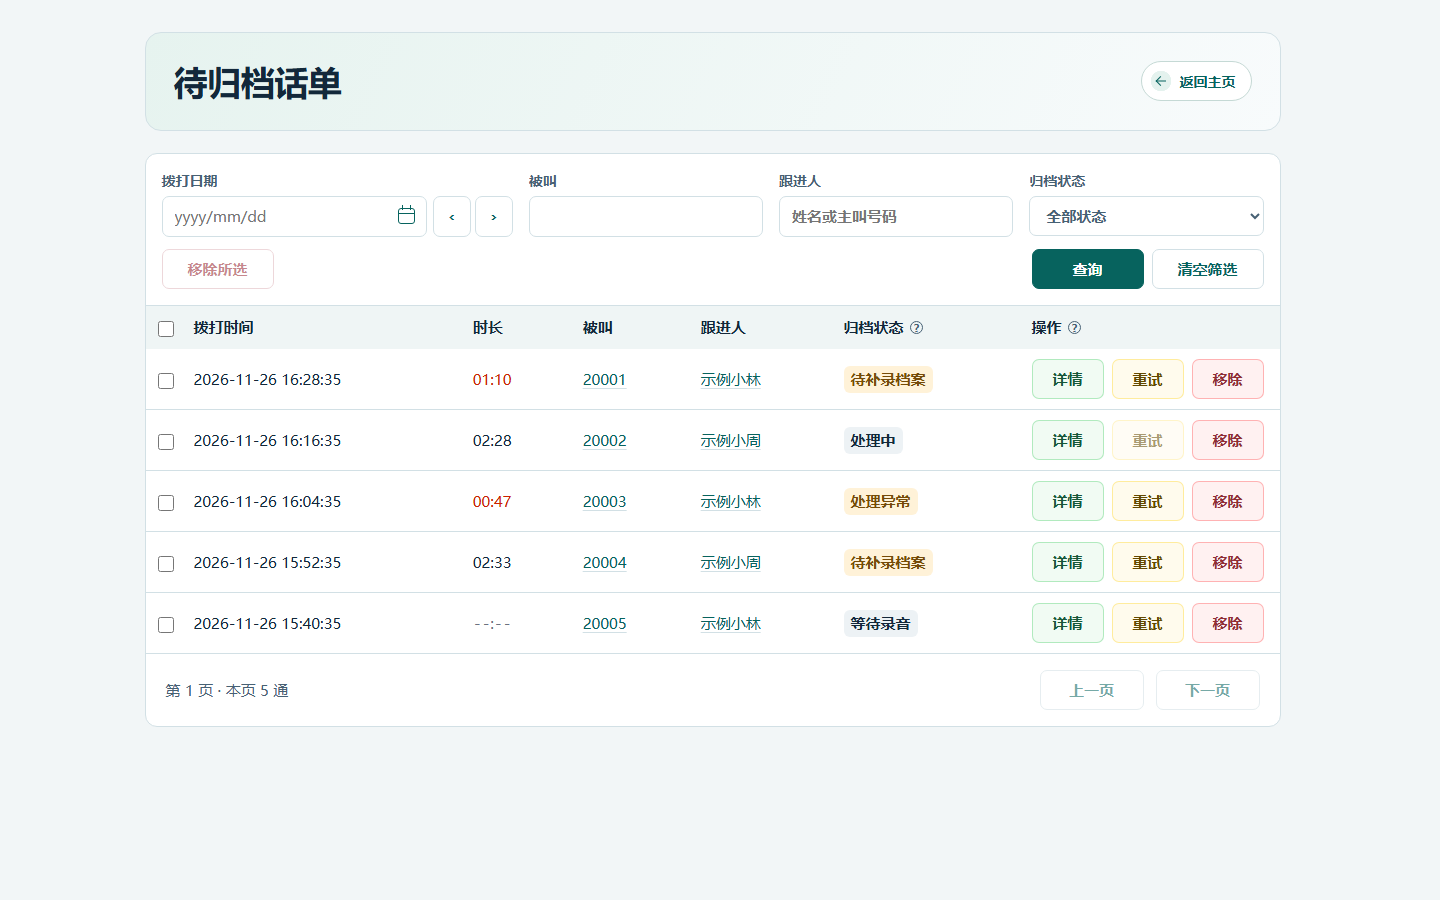 待归档话单
返回主页
拨打日期 被叫 跟进人 归档状态
yyyy/mm/dd ‹ › 姓名或主叫号码 全部状态
移除所选 查询 清空筛选
拨打时间 时长 被叫 跟进人 归档状态 ? 操作 ?
2026-11-26 16:28:35 01:10 20001 示例小林 待补录档案 详情 重试 移除
2026-11-26 16:16:35 02:28 20002 示例小周 处理中 详情 重试 移除
2026-11-26 16:04:35 00:47 20003 示例小林 处理异常 详情 重试 移除
2026-11-26 15:52:35 02:33 20004 示例小周 待补录档案 详情 重试 移除
2026-11-26 15:40:35 --:-- 20005 示例小林 等待录音 详情 重试 移除
第 1 页 · 本页 5 通 上一页 下一页